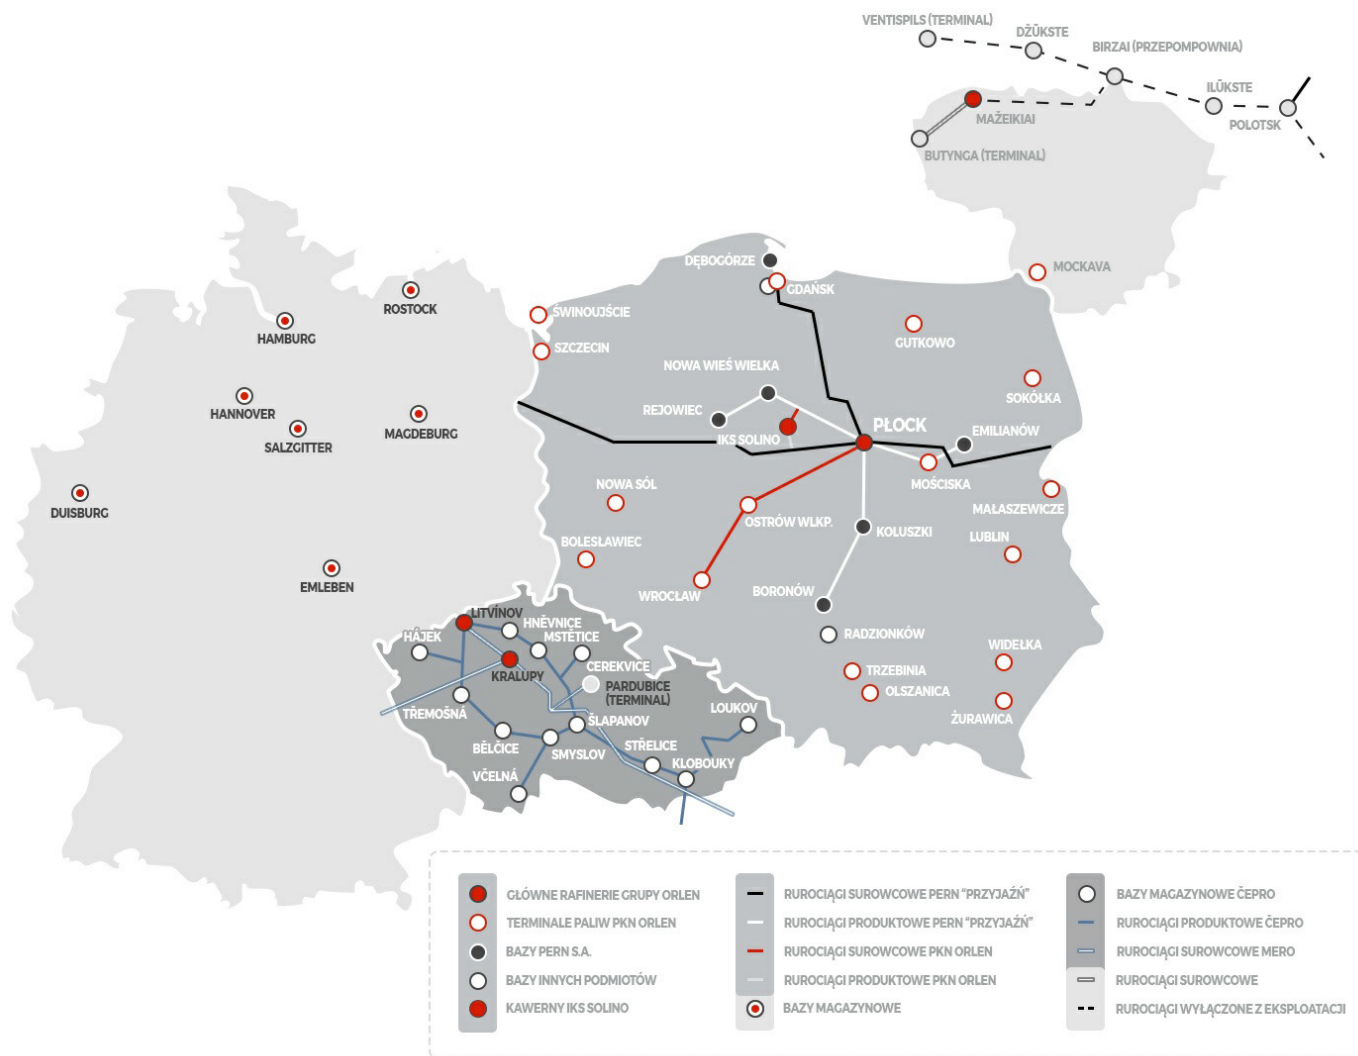 VENTISPILS (TERMINAL)
DŽŪKSTE
BIRZAI (PRZEPOMPOWNIA)
ILŪKSTE
POLOTSK
MAŽEIKIAI
BUTYNGA (TERMINAL)
MOCKAVA
DĘBOGÓRZE
GDAŃSK
ROSTOCK
ŚWINOUJŚCIE
HAMBURG
GUTKOWO
SZCZECIN
NOWA WIEŚ WIELKA
SOKÓŁKA
HANNOVER
REJOWIEC
PŁOCK
EMILIANÓW
MAGDEBURG
IKS SOLINO
SALZGITTER
MOŚCISKA
NOWA SÓL
DUISBURG
MAŁASZEWICZE
OSTRÓW WLKP.
KOLUSZKI
LUBLIN
BOLESŁAWIEC
EMLEBEN
WROCŁAW
BORONÓW
LITVÍNOV
HNĚVNICE
HÁJEK
MSTĚTICE
RADZIONKÓW
WIDEŁKA
CEREKVICE
TRZEBINIA
KRALUPY
PARDUBICE
(TERMINAL)
OLSZANICA
LOUKOV
TŘEMOŠNÁ
ŻURAWICA
ŠLAPANOV
BĚLČICE
STŘELICE
SMYSLOV
KLOBOUKY
VČELNÁ
GŁÓWNE RAFINERIE GRUPY ORLEN
TERMINALE PALIW PKN ORLEN
BAZY PERN S.A.
BAZY INNYCH PODMIOTÓW
KAWERNY IKS SOLINO
RUROCIĄGI SUROWCOWE PERN “PRZYJAŹŃ”
RUROCIĄGI PRODUKTOWE PERN “PRZYJAŹŃ”
RUROCIĄGI SUROWCOWE PKN ORLEN
RUROCIĄGI PRODUKTOWE PKN ORLEN
BAZY MAGAZYNOWE
BAZY MAGAZYNOWE ČEPRO
RUROCIĄGI PRODUKTOWE ČEPRO
RUROCIĄGI SUROWCOWE MERO
RUROCIĄGI SUROWCOWE
RUROCIĄGI WYŁĄCZONE Z EKSPLOATACJI